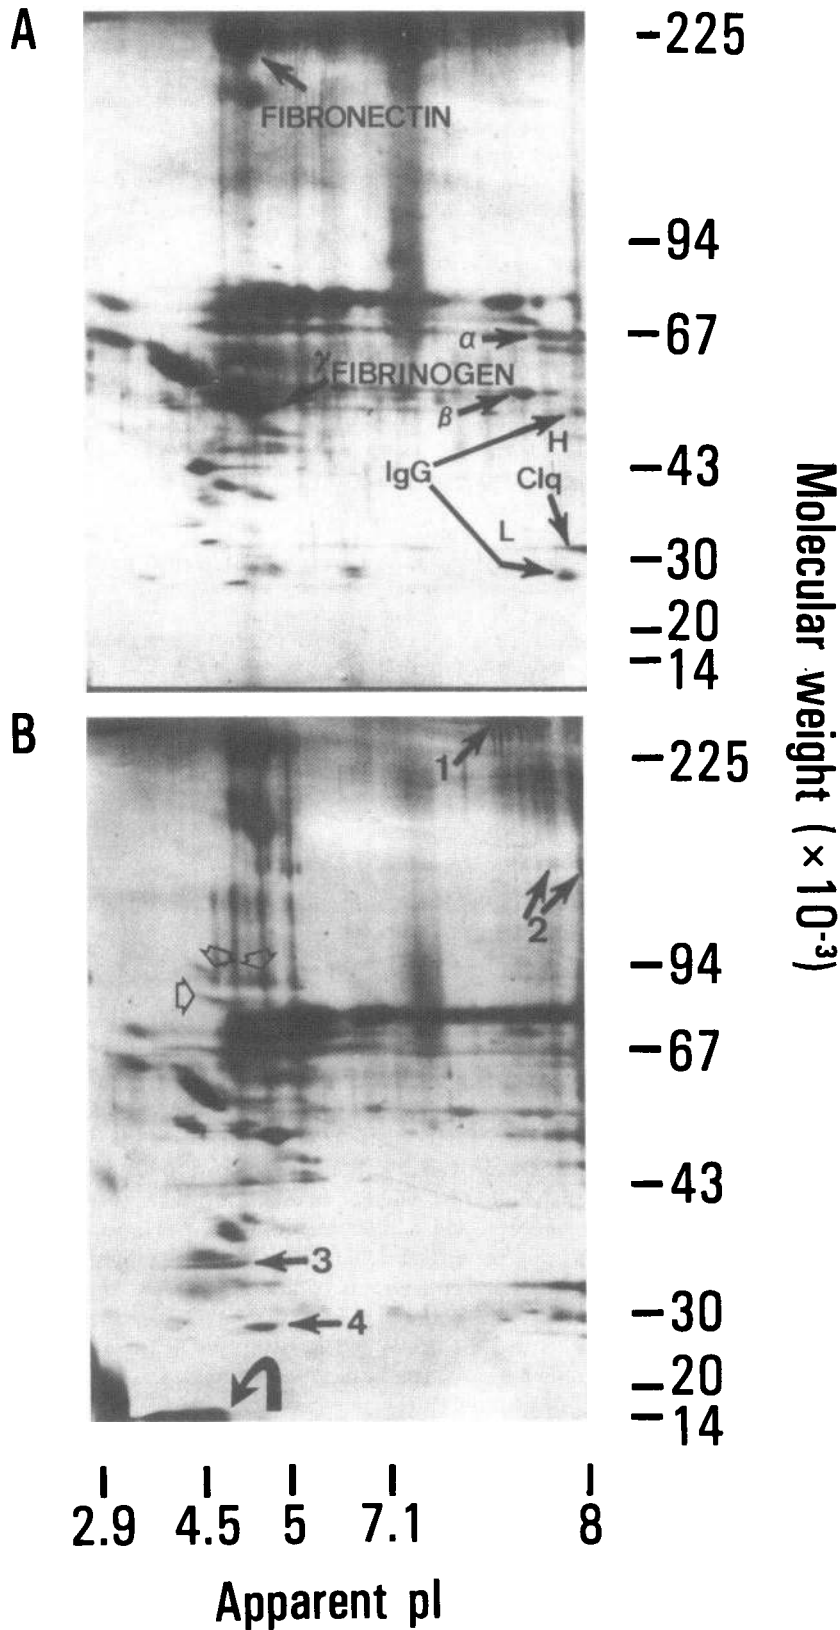 A
-225
FIBRONECTIN
-94
-67
α
γ
FIBRINOGEN
β
H
-43
IgG
Clq
L
-30
-20
-14
B
1
-225
2
-94
-67
-43
3
-30
4
-20
-14
Molecular weight (×10⁻³)
2.9 4.5 5 7.1 8
Apparent pI